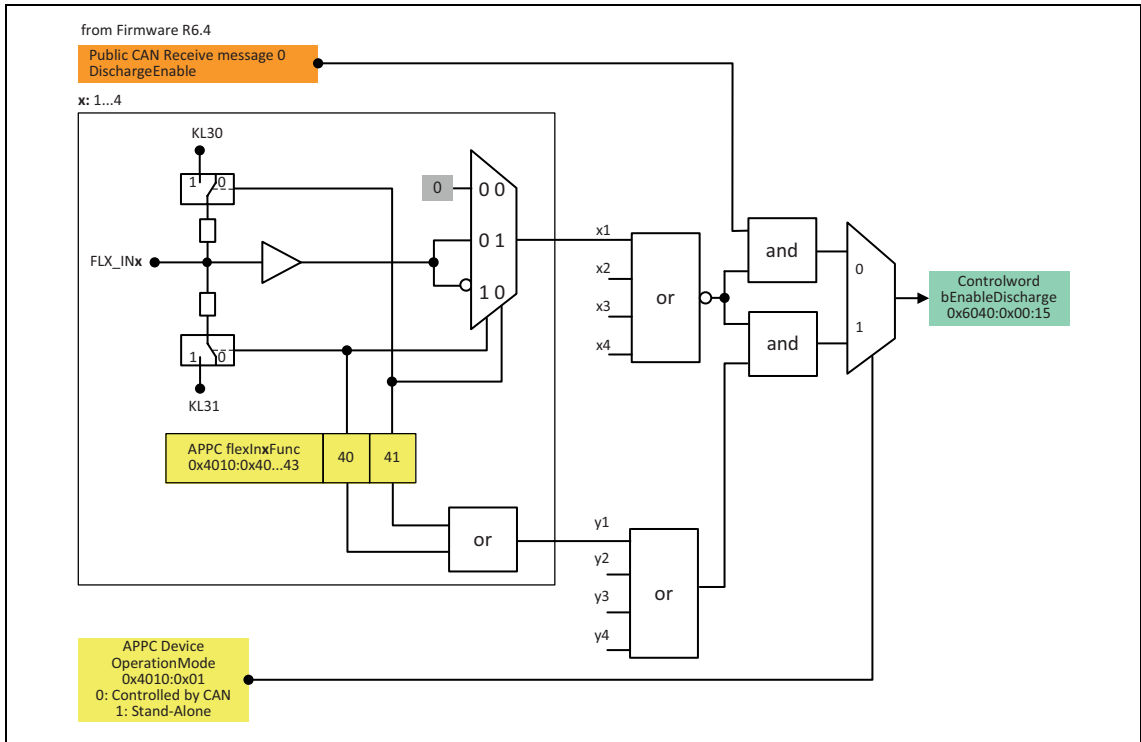 from Firmware R6.4
Public CAN Receive message 0
DischargeEnable
x: 1...4
KL30
1 0
0
0 0
0 1
1 0
FLX_INx
1 0
KL31
APPC flexInxFunc
0x4010:0x40...43
40
41
or
x1
x2
x3
x4
or
y1
y2
y3
y4
or
and
and
0
1
Controlword
bEnableDischarge
0x6040:0x00:15
APPC Device
OperationMode
0x4010:0x01
0: Controlled by CAN
1: Stand-Alone